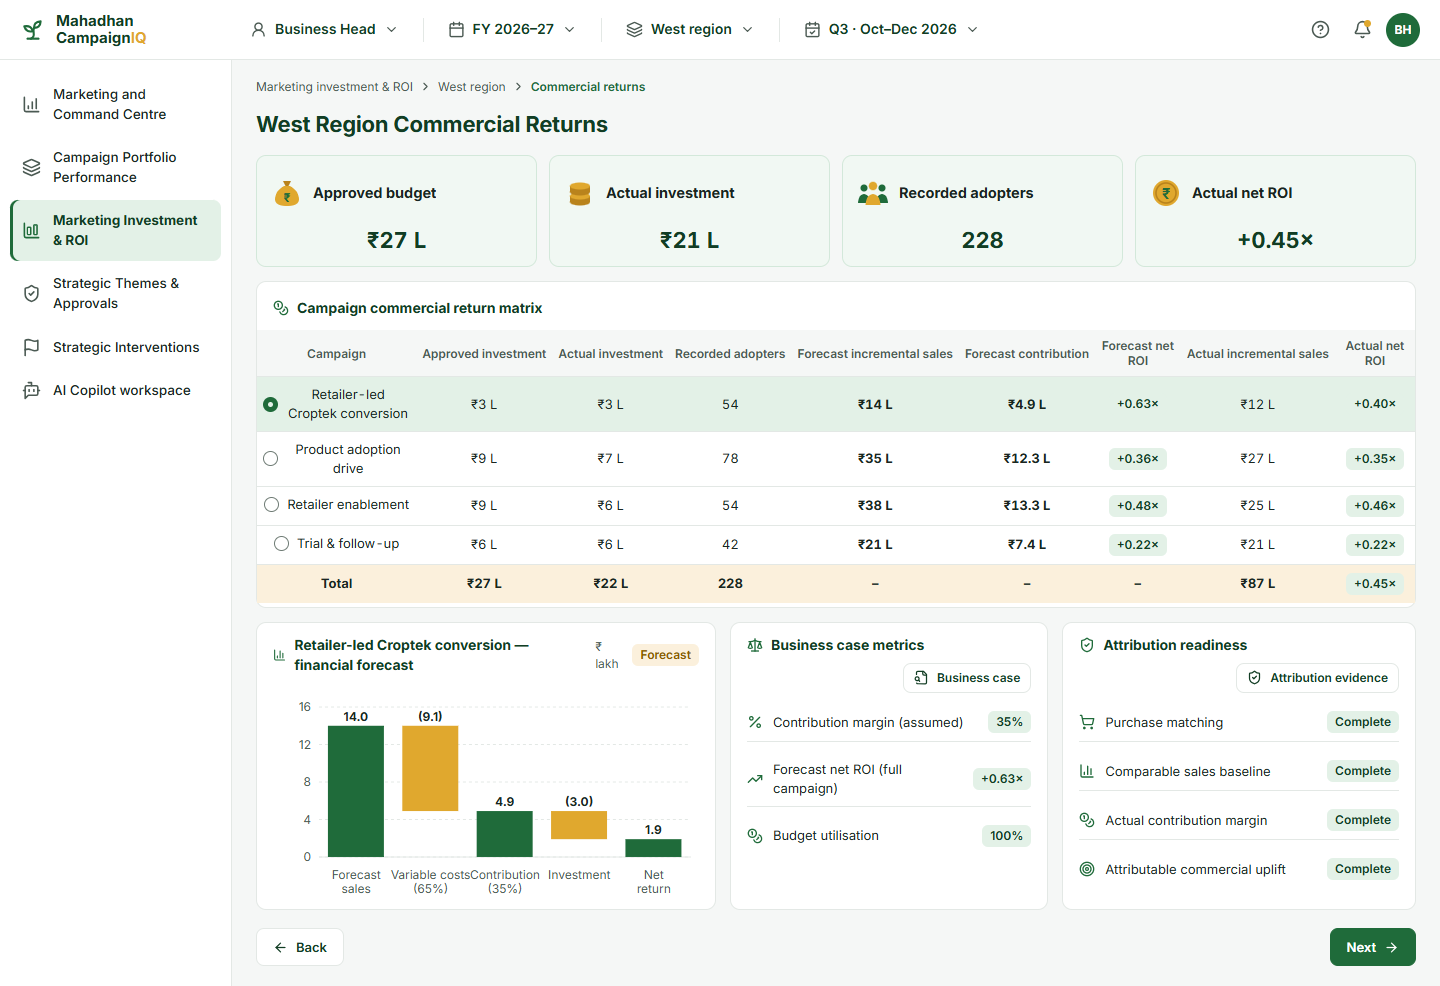 Mahadhan
CampaignIQ
Business Head
FY 2026–27
West region
Q3 · Oct–Dec 2026
BH
Marketing and
Command Centre
Campaign Portfolio
Performance
Marketing Investment
& ROI
Strategic Themes &
Approvals
Strategic Interventions
AI Copilot workspace
Marketing investment & ROI > West region > Commercial returns
West Region Commercial Returns
Approved budget
₹27 L
Actual investment
₹21 L
Recorded adopters
228
Actual net ROI
+0.45×
Campaign commercial return matrix
Campaign Approved investment Actual investment Recorded adopters Forecast incremental sales Forecast contribution Forecast net ROI Actual incremental sales Actual net ROI
Retailer-led Croptek conversion ₹3 L ₹3 L 54 ₹14 L ₹4.9 L +0.63× ₹12 L +0.40×
Product adoption drive ₹9 L ₹7 L 78 ₹35 L ₹12.3 L +0.36× ₹27 L +0.35×
Retailer enablement ₹9 L ₹6 L 54 ₹38 L ₹13.3 L +0.48× ₹25 L +0.46×
Trial & follow-up ₹6 L ₹6 L 42 ₹21 L ₹7.4 L +0.22× ₹21 L +0.22×
Total ₹27 L ₹22 L 228 – – – ₹87 L +0.45×
Retailer-led Croptek conversion —
financial forecast
₹
lakh
Forecast
16
12
8
4
0
14.0
(9.1)
4.9
(3.0)
1.9
Forecast
sales
Variable costs
(65%)
Contribution
(35%)
Investment
Net
return
Business case metrics
Business case
Contribution margin (assumed) 35%
Forecast net ROI (full
campaign) +0.63×
Budget utilisation 100%
Attribution readiness
Attribution evidence
Purchase matching Complete
Comparable sales baseline Complete
Actual contribution margin Complete
Attributable commercial uplift Complete
Back
Next